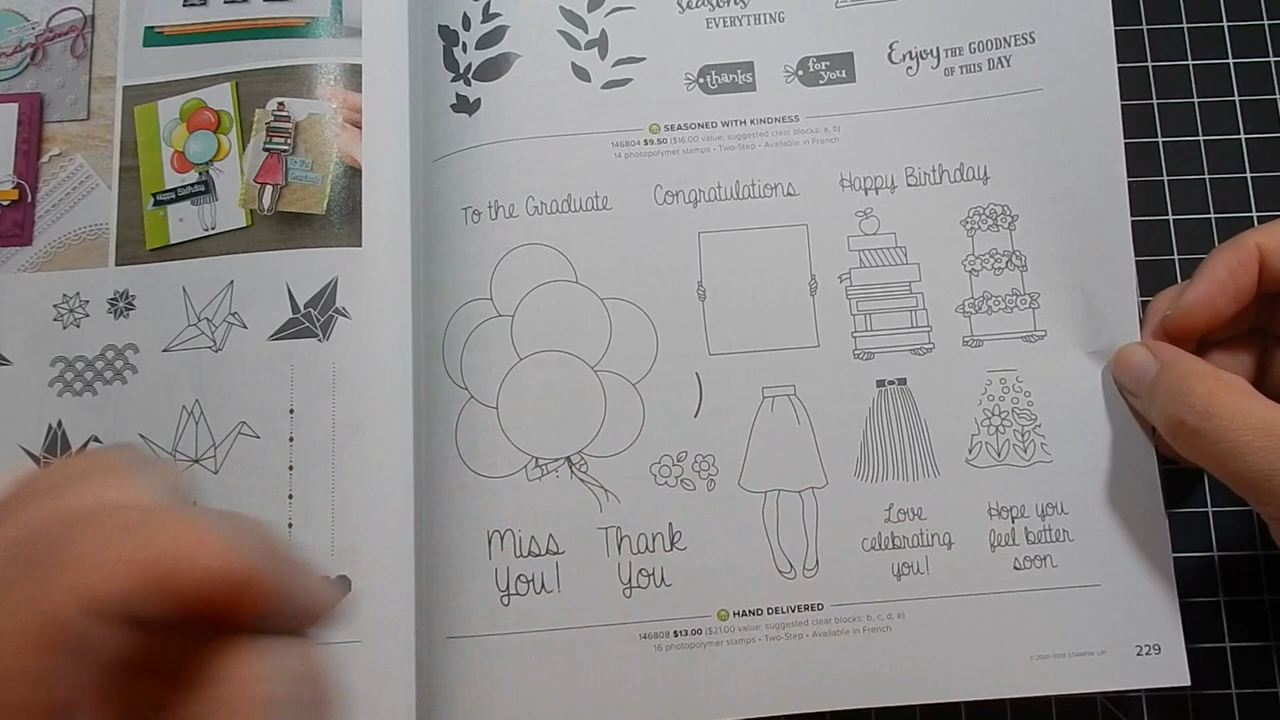 EVERYTHING
thanks
for
you
Enjoy THE GOODNESS
OF THIS DAY
SEASONED WITH KINDNESS
146804 $9.50 ($16.00 value; suggested clear blocks: a, b)
14 photopolymer stamps • Two-Step • Available in French
To the Graduate
Congratulations
Happy Birthday
Miss
You!
Thank
You
Love
celebrating
you!
Hope you
feel better
soon
HAND DELIVERED
146808 $13.00 ($21.00 value; suggested clear blocks: b, c, d, e)
16 photopolymer stamps • Two-Step • Available in French
229
Happy Birthday
To the
Graduate